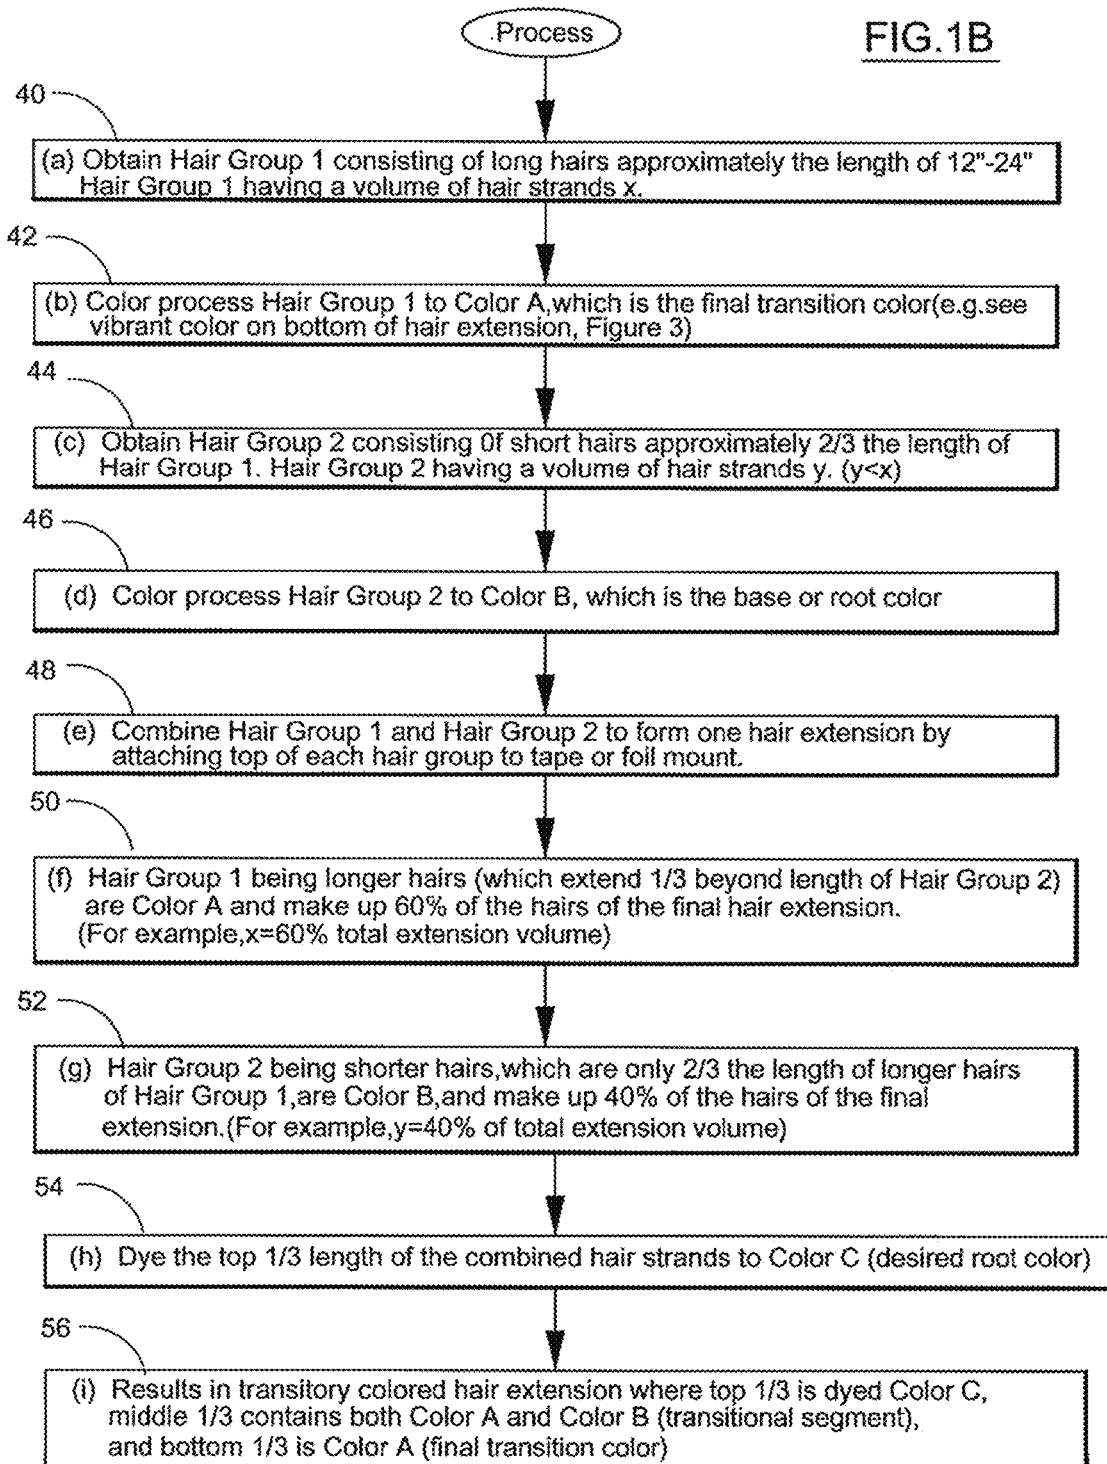 .Process
FIG.1B
40
(a) Obtain Hair Group 1 consisting of long hairs approximately the length of 12"-24"
Hair Group 1 having a volume of hair strands x.
42
(b) Color process Hair Group 1 to Color A,which is the final transition color(e.g.see
vibrant color on bottom of hair extension, Figure 3)
44
(c) Obtain Hair Group 2 consisting 0f short hairs approximately 2/3 the length of
Hair Group 1. Hair Group 2 having a volume of hair strands y. (y<x)
46
(d) Color process Hair Group 2 to Color B, which is the base or root color
48
(e) Combine Hair Group 1 and Hair Group 2 to form one hair extension by
attaching top of each hair group to tape or foil mount.
50
(f) Hair Group 1 being longer hairs (which extend 1/3 beyond length of Hair Group 2)
are Color A and make up 60% of the hairs of the final hair extension.
(For example,x=60% total extension volume)
52
(g) Hair Group 2 being shorter hairs,which are only 2/3 the length of longer hairs
of Hair Group 1,are Color B,and make up 40% of the hairs of the final
extension.(For example,y=40% of total extension volume)
54
(h) Dye the top 1/3 length of the combined hair strands to Color C (desired root color)
56
(i) Results in transitory colored hair extension where top 1/3 is dyed Color C,
middle 1/3 contains both Color A and Color B (transitional segment),
and bottom 1/3 is Color A (final transition color)